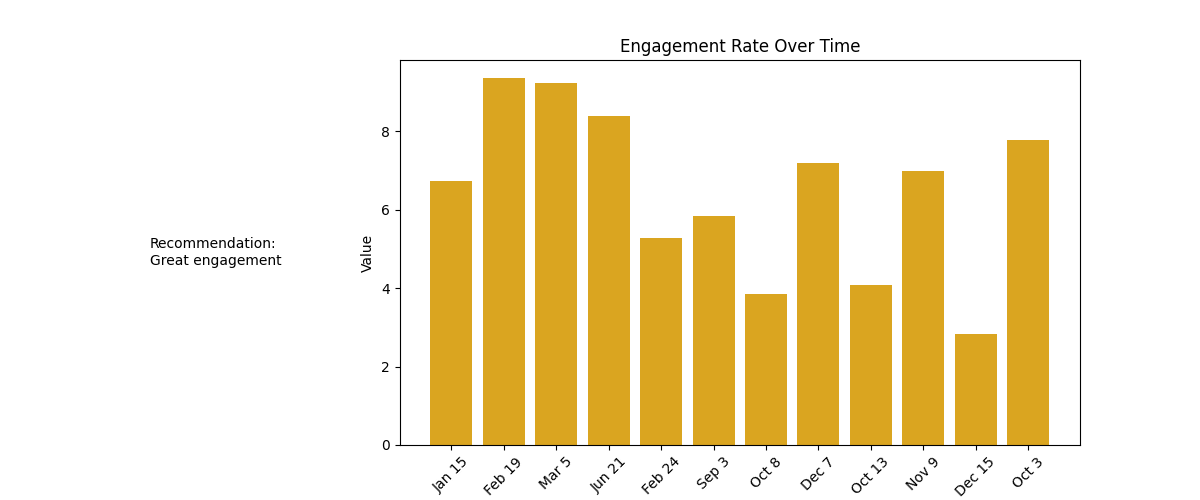 Engagement Rate Over Time
Recommendation:
Great engagement
Value
8
6
4
2
0
Jan 15
Feb 19
Mar 5
Jun 21
Feb 24
Sep 3
Oct 8
Dec 7
Oct 13
Nov 9
Dec 15
Oct 3